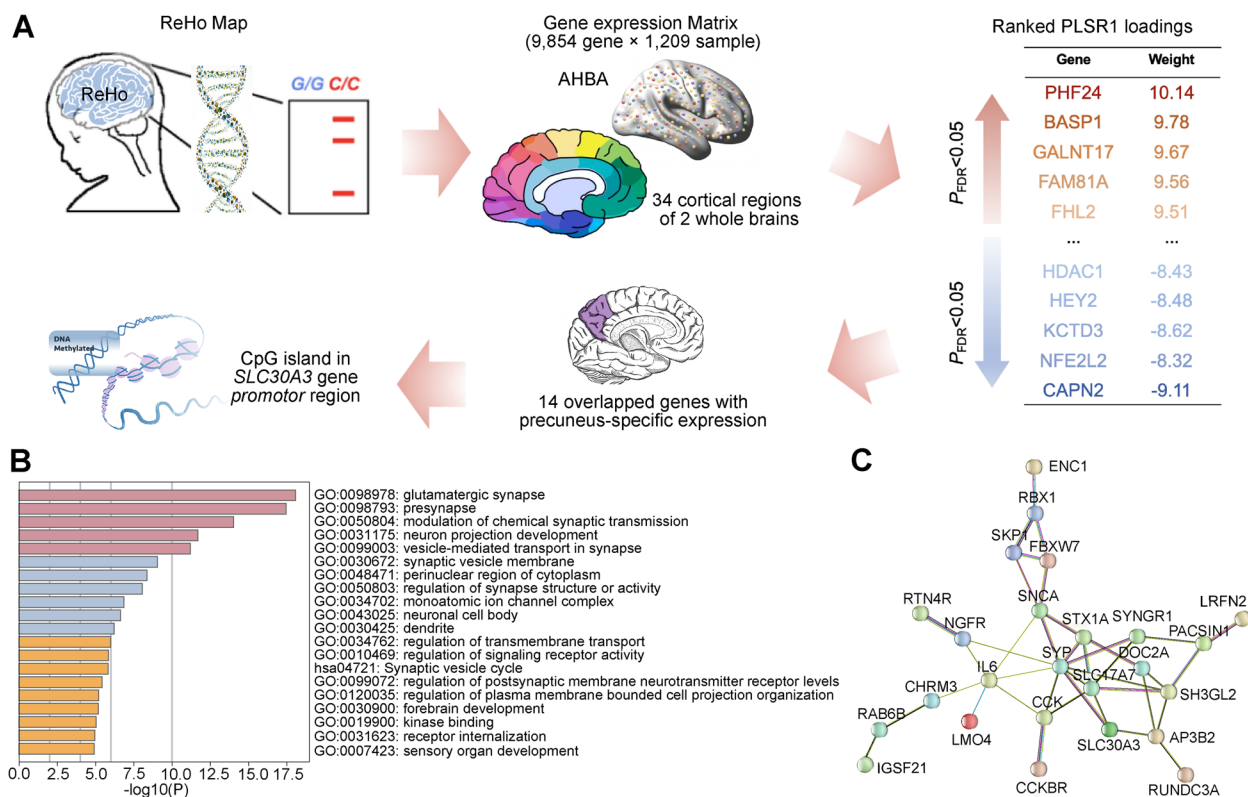 A
ReHo Map
ReHo
G/G C/C
Gene expression Matrix
(9,854 gene × 1,209 sample)
AHBA
34 cortical regions
of 2 whole brains
Ranked PLSR1 loadings
Gene Weight
PHF24 10.14
BASP1 9.78
GALNT17 9.67
FAM81A 9.56
FHL2 9.51
... ...
HDAC1 -8.43
HEY2 -8.48
KCTD3 -8.62
NFE2L2 -8.32
CAPN2 -9.11
PFDR<0.05
PFDR<0.05
14 overlapped genes with
precuneus-specific expression
DNA
Methylated
CpG island in
SLC30A3 gene
promotor region
B
GO:0098978: glutamatergic synapse
GO:0098793: presynapse
GO:0050804: modulation of chemical synaptic transmission
GO:0031175: neuron projection development
GO:0099003: vesicle-mediated transport in synapse
GO:0030672: synaptic vesicle membrane
GO:0048471: perinuclear region of cytoplasm
GO:0050803: regulation of synapse structure or activity
GO:0034702: monoatomic ion channel complex
GO:0043025: neuronal cell body
GO:0030425: dendrite
GO:0034762: regulation of transmembrane transport
GO:0010469: regulation of signaling receptor activity
hsa04721: Synaptic vesicle cycle
GO:0099072: regulation of postsynaptic membrane neurotransmitter receptor levels
GO:0120035: regulation of plasma membrane bounded cell projection organization
GO:0030900: forebrain development
GO:0019900: kinase binding
GO:0031623: receptor internalization
GO:0007423: sensory organ development
0.0 2.5 5.0 7.5 10.0 12.5 15.0 17.5
-log10(P)
C
ENC1
RBX1
SKP1
FBXW7
SNCA
RTN4R
NGFR
STX1A
SYNGR1
LRFN2
PACSIN1
SYP
DOC2A
IL6
SLC17A7
SH3GL2
CHRM3
CCK
RAB6B
LMO4
SLC30A3
AP3B2
IGSF21
CCKBR
RUNDC3A